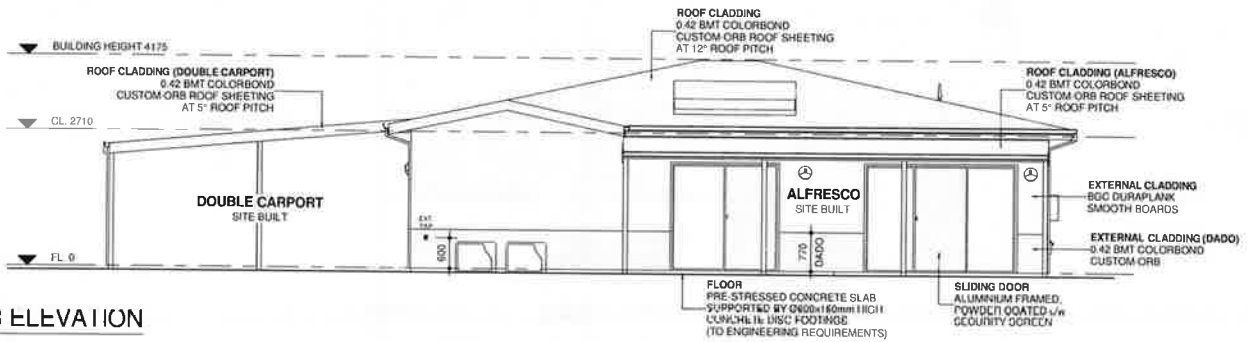 ROOF CLADDING
0.42 BMT COLORBOND
CUSTOM-ORB ROOF SHEETING
AT 12° ROOF PITCH
BUILDING HEIGHT 4175
ROOF CLADDING (DOUBLE CARPORT)
0.42 BMT COLORBOND
CUSTOM-ORB ROOF SHEETING
AT 5° ROOF PITCH
ROOF CLADDING (ALFRESCO)
0.42 BMT COLORBOND
CUSTOM-ORB ROOF SHEETING
AT 5° ROOF PITCH
CL. 2710
DOUBLE CARPORT
SITE BUILT
ALFRESCO
SITE BUILT
EXTERNAL CLADDING
BGC DURAPLANK
SMOOTH BOARDS
EXT.
TAP
600
770
DADO
EXTERNAL CLADDING (DADO)
0.42 BMT COLORBOND
CUSTOM-ORB
FL. 0
FLOOR
PRE-STRESSED CONCRETE SLAB
SUPPORTED BY HIGH
CONCRETE DISC FOOTINGS
(TO ENGINEERING REQUIREMENTS)
SLIDING DOOR
ALUMINIUM FRAMED,
POWDER COATED c/w
SECURITY SCREEN
ELEVATION